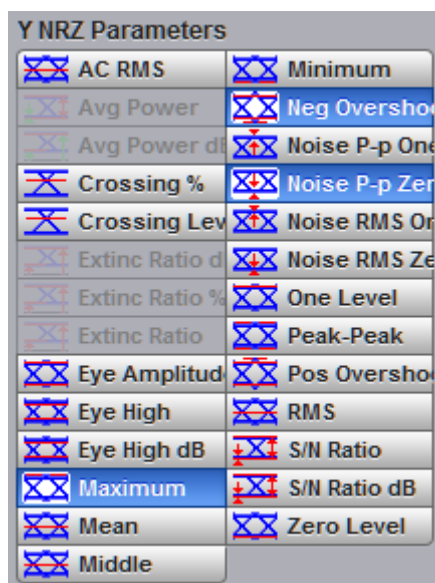 Y NRZ Parameters
AC RMS
Avg Power
Avg Power dB
Crossing %
Crossing Lev
Extinc Ratio d
Extinc Ratio %
Extinc Ratio
Eye Amplitud
Eye High
Eye High dB
Maximum
Mean
Middle
Minimum
Neg Overshoo
Noise P-p One
Noise P-p Zer
Noise RMS On
Noise RMS Ze
One Level
Peak-Peak
Pos Overshoo
RMS
S/N Ratio
S/N Ratio dB
Zero Level